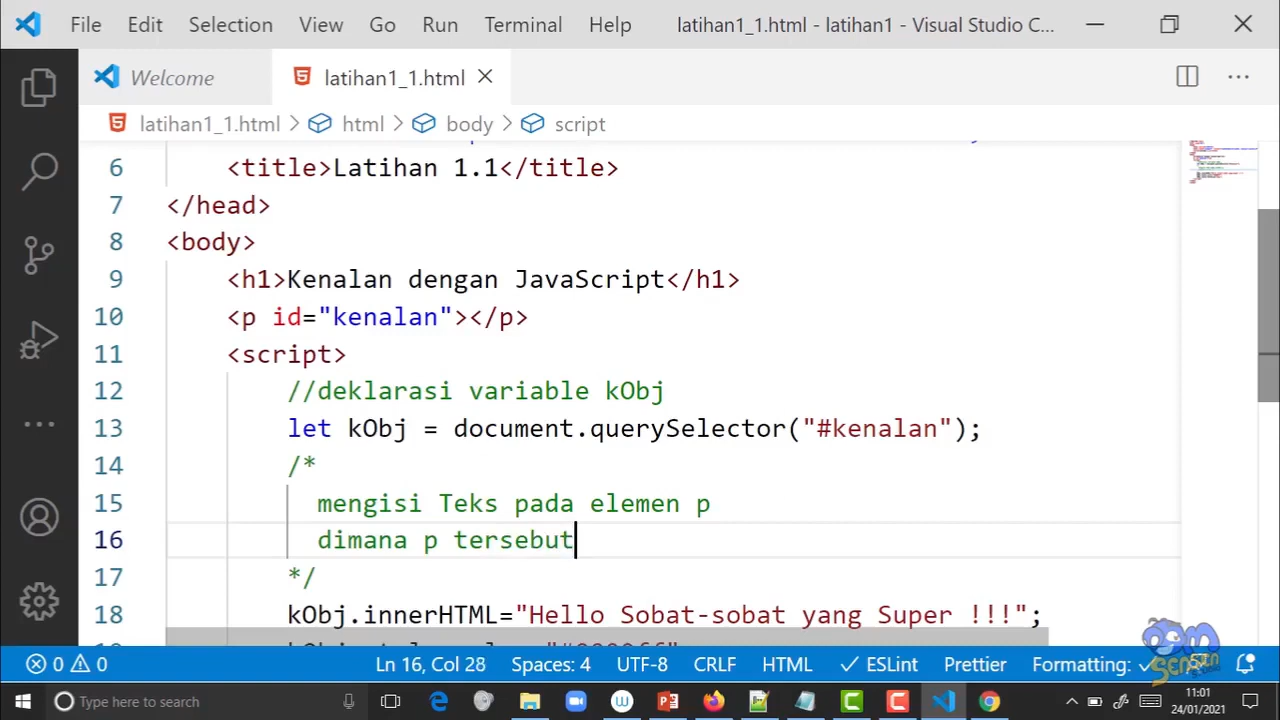 File Edit Selection View Go Run Terminal Help latihan1_1.html - latihan1 - Visual Studio C...
Welcome latihan1_1.html
latihan1_1.html > html > body > script
6 <title>Latihan 1.1</title>
7 </head>
8 <body>
9 <h1>Kenalan dengan JavaScript</h1>
10 <p id="kenalan"></p>
11 <script>
12 //deklarasi variable kObj
13 let kObj = document.querySelector("#kenalan");
14 /*
15 mengisi Teks pada elemen p
16 dimana p tersebut
17 */
18 kObj.innerHTML="Hello Sobat-sobat yang Super !!!";
0 0 Ln 16, Col 28 Spaces: 4 UTF-8 CRLF HTML ESLint Prettier Formatting:
Type here to search
11:01
24/01/2021